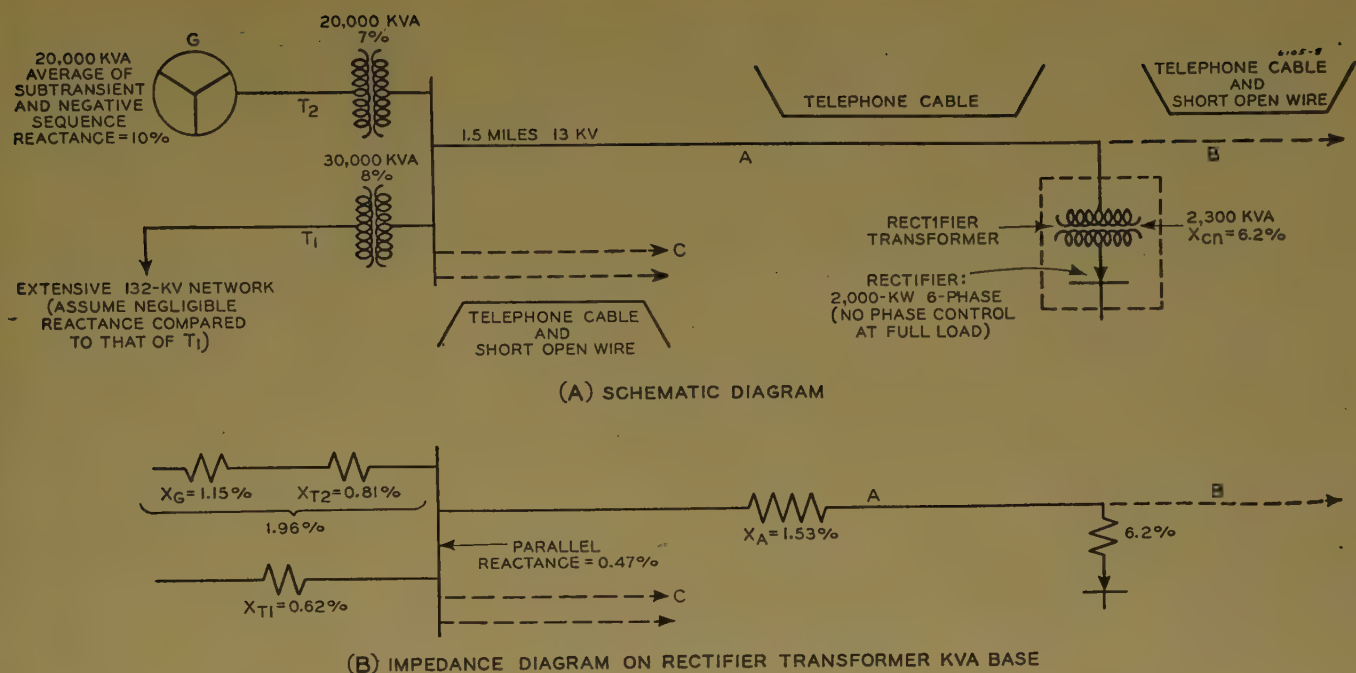 G
20,000 KVA
AVERAGE OF
SUBTRANSIENT
AND NEGATIVE
SEQUENCE
REACTANCE=10%
T2
20,000 KVA
7%
30,000 KVA
8%
T1
EXTENSIVE 132-KV NETWORK
(ASSUME NEGLIGIBLE
REACTANCE COMPARED
TO THAT OF T1)
1.5 MILES 13 KV
A
TELEPHONE CABLE
6105-8
TELEPHONE CABLE
AND
SHORT OPEN WIRE
B
C
TELEPHONE CABLE
AND
SHORT OPEN WIRE
RECTIFIER
TRANSFORMER
2,300 KVA
Xcn=6.2%
RECTIFIER:
2,000-KW 6-PHASE
(NO PHASE CONTROL
AT FULL LOAD)
(A) SCHEMATIC DIAGRAM
XG=1.15%
XT2=0.81%
1.96%
XT1=0.62%
PARALLEL
REACTANCE=0.47%
C
XA=1.53%
A
B
6.2%
(B) IMPEDANCE DIAGRAM ON RECTIFIER TRANSFORMER KVA BASE